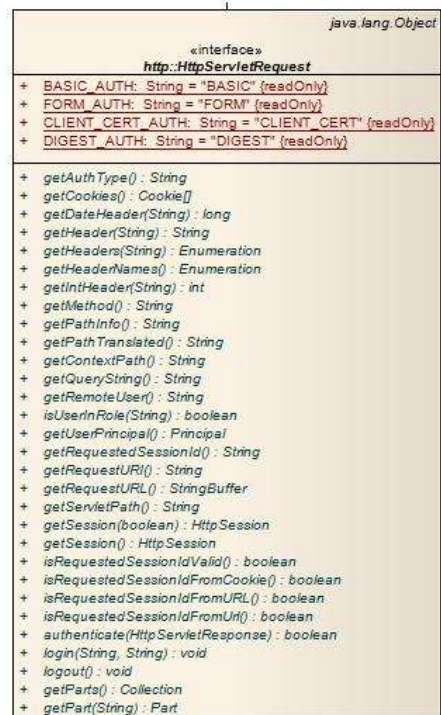 java.lang.Object
«interface»
http::HttpServletRequest
+ BASIC_AUTH: String = "BASIC" {readOnly}
+ FORM_AUTH: String = "FORM" {readOnly}
+ CLIENT_CERT_AUTH: String = "CLIENT_CERT" {readOnly}
+ DIGEST_AUTH: String = "DIGEST" {readOnly}
+ getAuthType() : String
+ getCookies() : Cookie[]
+ getDateHeader(String) : long
+ getHeader(String) : String
+ getHeaders(String) : Enumeration
+ getHeaderNames() : Enumeration
+ getIntHeader(String) : int
+ getMethod() : String
+ getPathInfo() : String
+ getPathTranslated() : String
+ getContextPath() : String
+ getQueryString() : String
+ getRemoteUser() : String
+ isUserInRole(String) : boolean
+ getUserPrincipal() : Principal
+ getRequestedSessionId() : String
+ getRequestURI() : String
+ getRequestURL() : StringBuffer
+ getServletPath() : String
+ getSession(boolean) : HttpSession
+ getSession() : HttpSession
+ isRequestedSessionIdValid() : boolean
+ isRequestedSessionIdFromCookie() : boolean
+ isRequestedSessionIdFromURL() : boolean
+ isRequestedSessionIdFromUrl() : boolean
+ authenticate(HttpServletResponse) : boolean
+ login(String, String) : void
+ logout() : void
+ getParts() : Collection
+ getPart(String) : Part